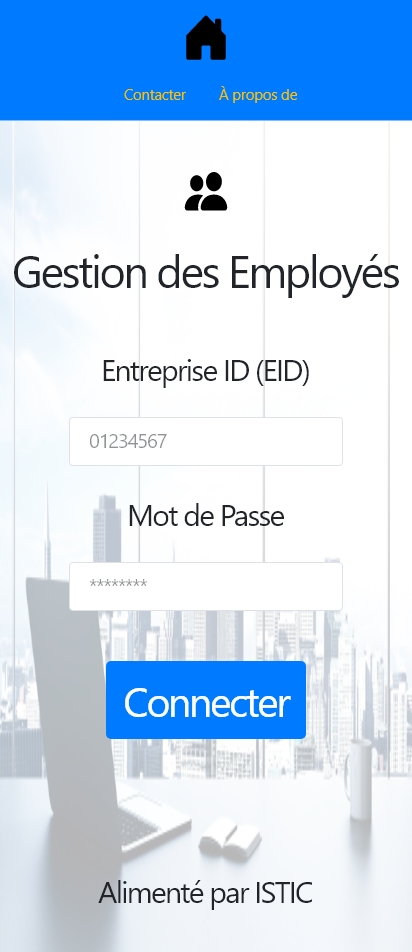 Contacter À propos de
Gestion des Employés
Entreprise ID (EID)
01234567
Mot de Passe
********
Connecter
Alimenté par ISTIC